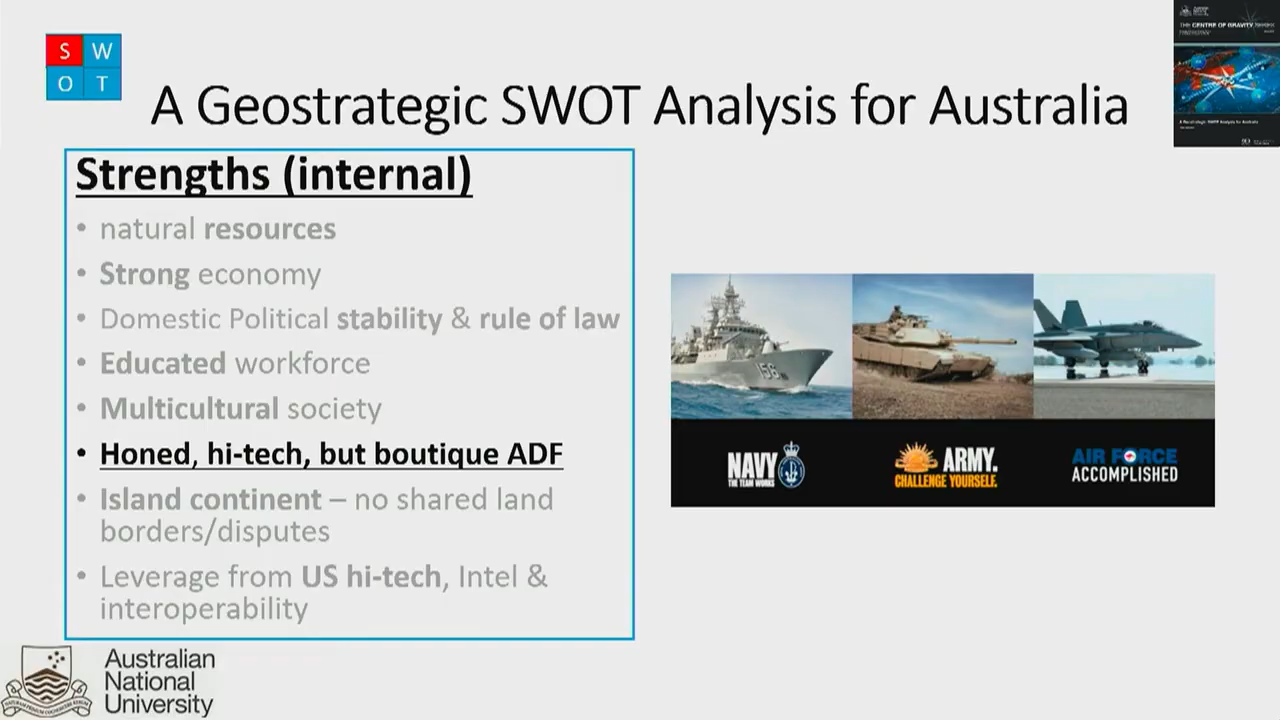 S W
O T
A Geostrategic SWOT Analysis for Australia
THE CENTRE OF GRAVITY SERIES
A Geostrategic SWOT Analysis for Australia
Strengths (internal)
• natural resources
• Strong economy
• Domestic Political stability & rule of law
• Educated workforce
• Multicultural society
• Honed, hi-tech, but boutique ADF
• Island continent – no shared land
borders/disputes
• Leverage from US hi-tech, Intel &
interoperability
156
NAVY
THE TEAM WORKS
ARMY.
CHALLENGE YOURSELF.
AIR FORCE
ACCOMPLISHED
Australian
National
University